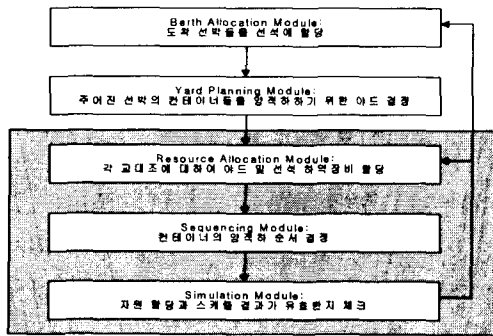 Berth Allocation Module:
도착 선박들을 선석에 할당
Yard Planning Module:
주어진 선박의 컨테이너들을 양적하하기 위한 야드 결정
Resource Allocation Module:
각 교대조에 대하여 야드 및 선석 하역장비 할당
Sequencing Module:
컨테이너의 양적하 순서 결정
Simulation Module:
자원 할당과 스케줄 결과가 유효한지 체크